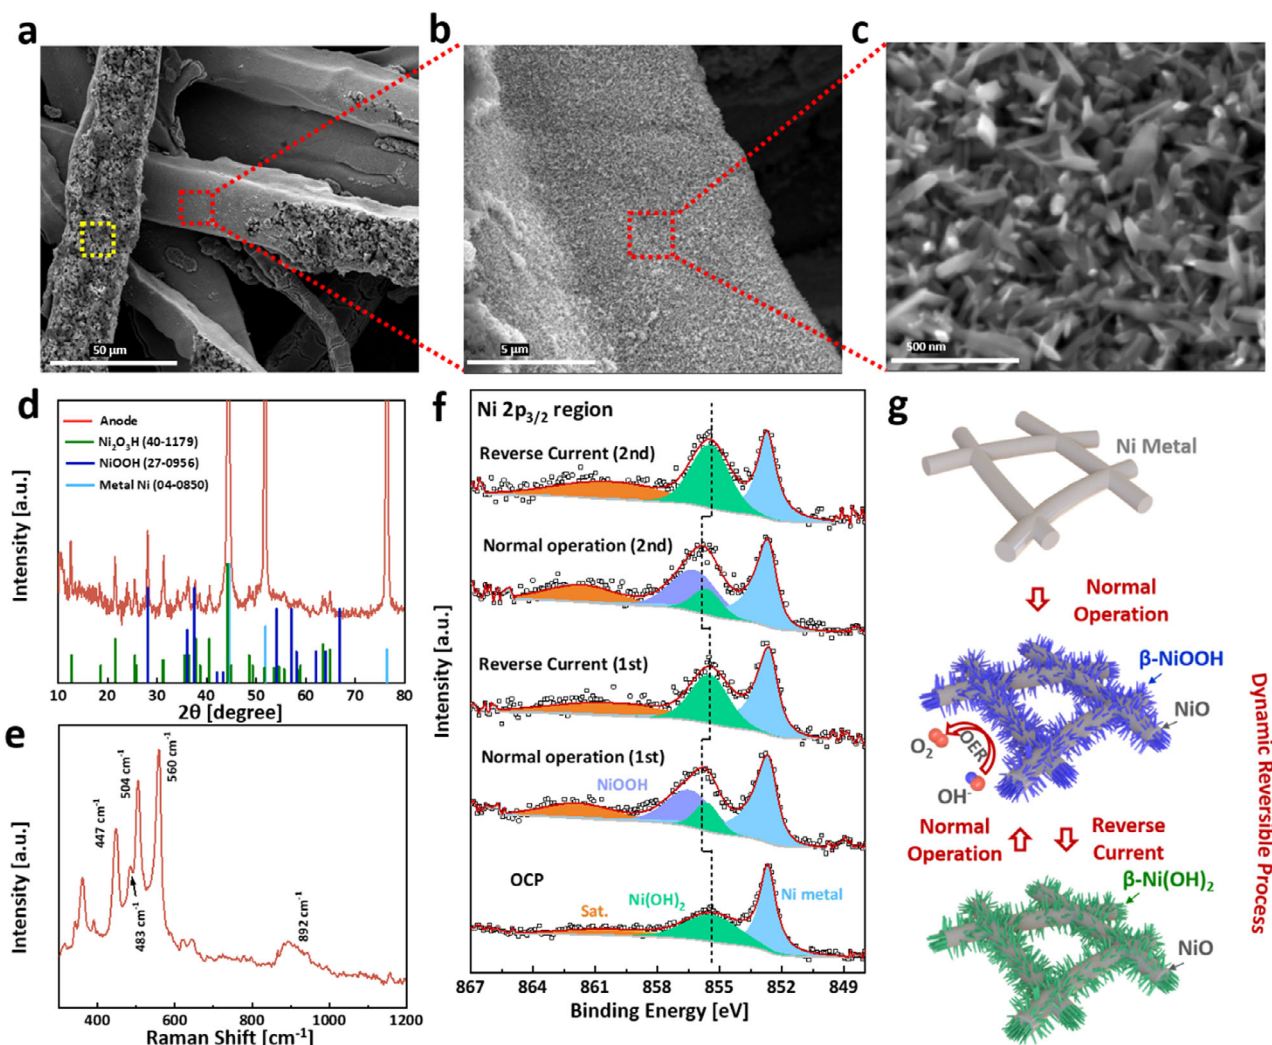 a
b
c
50 μm
5 μm
500 nm
d
Anode
Ni₂O₃H (40-1179)
NiOOH (27-0956)
Metal Ni (04-0850)
Intensity [a.u.]
10 20 30 40 50 60 70 80
2θ [degree]
e
447 cm⁻¹
504 cm⁻¹
560 cm⁻¹
483 cm⁻¹
892 cm⁻¹
Intensity [a.u.]
400 600 800 1000 1200
Raman Shift [cm⁻¹]
f
Ni 2p₃/₂ region
Reverse Current (2nd)
Normal operation (2nd)
Reverse Current (1st)
Normal operation (1st)
NiOOH
OCP
Sat.
Ni(OH)₂
Ni metal
Intensity [a.u.]
867 864 861 858 855 852 849
Binding Energy [eV]
g
Ni Metal
Normal
Operation
β-NiOOH
NiO
O₂
OER
OH⁻
Normal
Operation
Reverse
Current
β-Ni(OH)₂
NiO
Dynamic Reversible Process